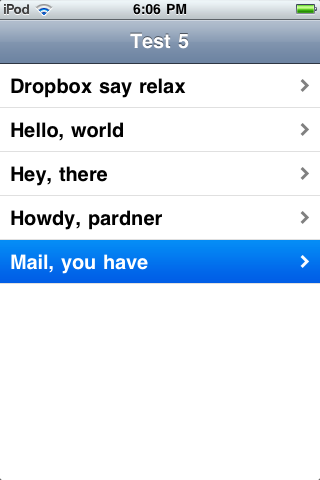 iPod 6:06 PM
Test 5
Dropbox say relax
Hello, world
Hey, there
Howdy, pardner
Mail, you have